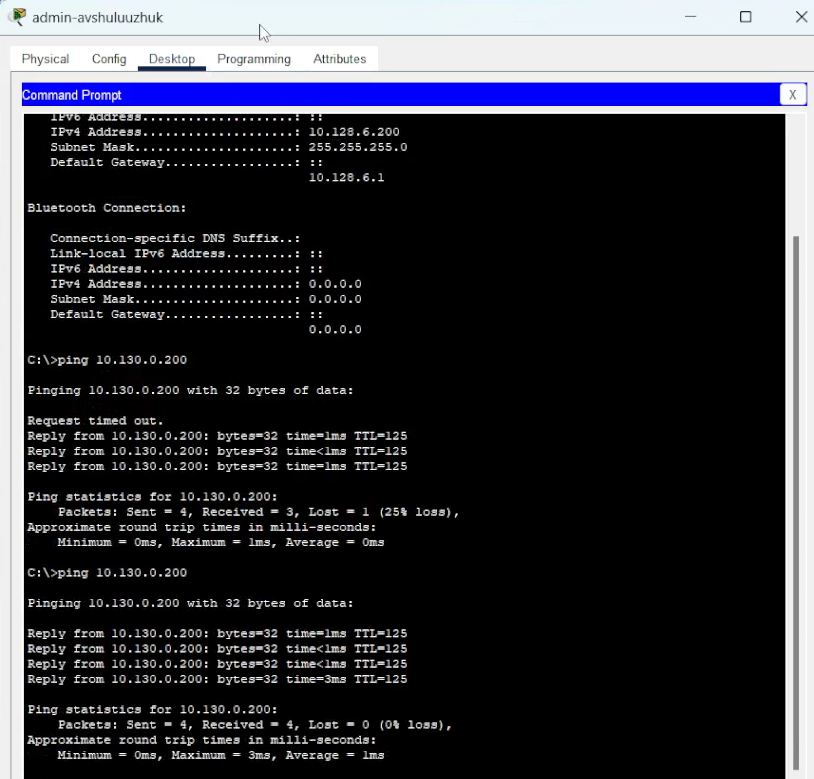 admin-avshuluuzhuk
Physical Config Desktop Programming Attributes
Command Prompt X
IPv6 Address.....................: ::
IPv4 Address.....................: 10.128.6.200
Subnet Mask......................: 255.255.255.0
Default Gateway..................: ::
10.128.6.1
Bluetooth Connection:
Connection-specific DNS Suffix..:
Link-local IPv6 Address.........: ::
IPv6 Address....................: ::
IPv4 Address....................: 0.0.0.0
Subnet Mask.....................: 0.0.0.0
Default Gateway.................: ::
0.0.0.0
C:\>ping 10.130.0.200
Pinging 10.130.0.200 with 32 bytes of data:
Request timed out.
Reply from 10.130.0.200: bytes=32 time=1ms TTL=125
Reply from 10.130.0.200: bytes=32 time<1ms TTL=125
Reply from 10.130.0.200: bytes=32 time=1ms TTL=125
Ping statistics for 10.130.0.200:
Packets: Sent = 4, Received = 3, Lost = 1 (25% loss),
Approximate round trip times in milli-seconds:
Minimum = 0ms, Maximum = 1ms, Average = 0ms
C:\>ping 10.130.0.200
Pinging 10.130.0.200 with 32 bytes of data:
Reply from 10.130.0.200: bytes=32 time=1ms TTL=125
Reply from 10.130.0.200: bytes=32 time<1ms TTL=125
Reply from 10.130.0.200: bytes=32 time<1ms TTL=125
Reply from 10.130.0.200: bytes=32 time=3ms TTL=125
Ping statistics for 10.130.0.200:
Packets: Sent = 4, Received = 4, Lost = 0 (0% loss),
Approximate round trip times in milli-seconds:
Minimum = 0ms, Maximum = 3ms, Average = 1ms